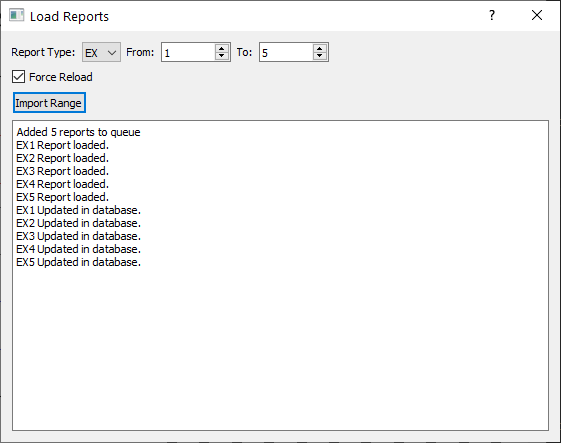 Load Reports
Report Type: EX From: 1 To: 5
Force Reload
Import Range
Added 5 reports to queue
EX1 Report loaded.
EX2 Report loaded.
EX3 Report loaded.
EX4 Report loaded.
EX5 Report loaded.
EX1 Updated in database.
EX2 Updated in database.
EX3 Updated in database.
EX4 Updated in database.
EX5 Updated in database.